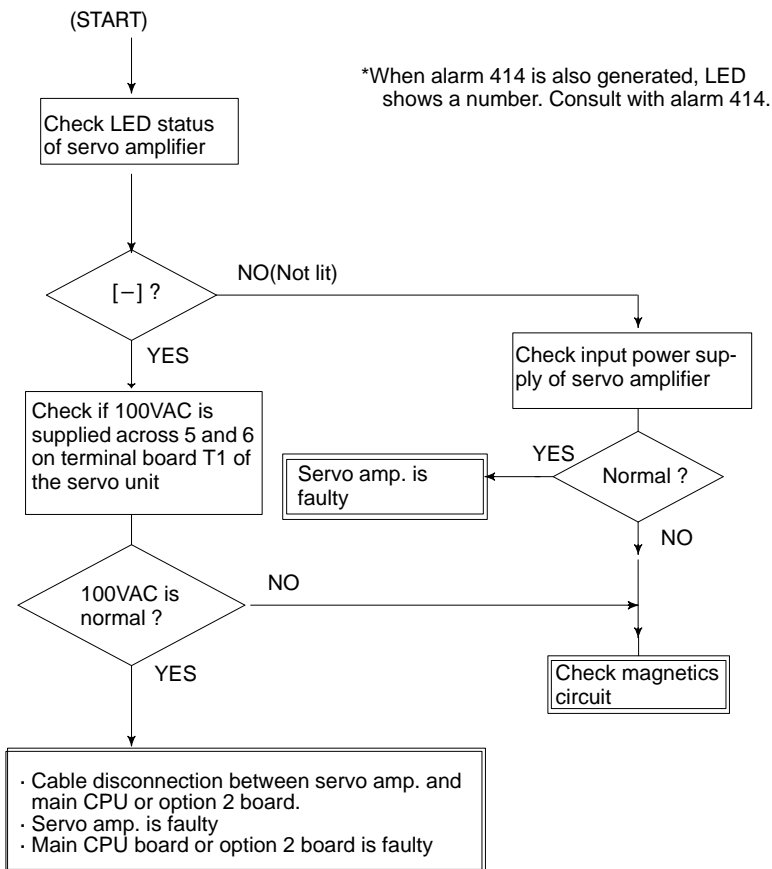 (START)
*When alarm 414 is also generated, LED
shows a number. Consult with alarm 414.
Check LED status
of servo amplifier
[−] ?
NO(Not lit)
YES
Check input power sup-
ply of servo amplifier
Check if 100VAC is
supplied across 5 and 6
on terminal board T1 of
the servo unit
Normal ?
YES
Servo amp. is
faulty
NO
100VAC is
normal ?
NO
YES
Check magnetics
circuit
· Cable disconnection between servo amp. and
main CPU or option 2 board.
· Servo amp. is faulty
· Main CPU board or option 2 board is faulty